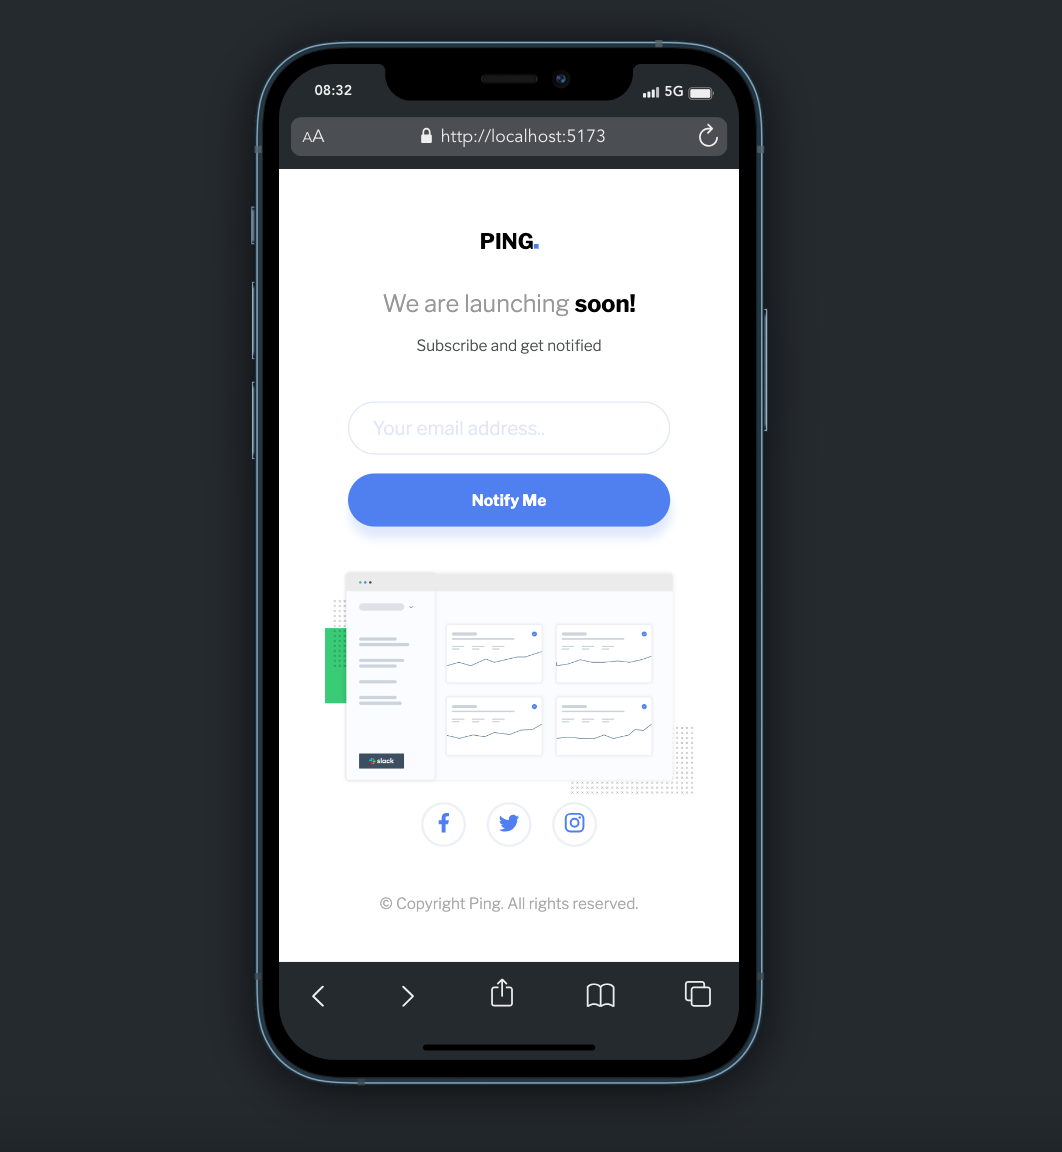 08:32
5G
AA
http://localhost:5173
PING.
We are launching soon!
Subscribe and get notified
Your email address..
Notify Me
slack
© Copyright Ping. All rights reserved.